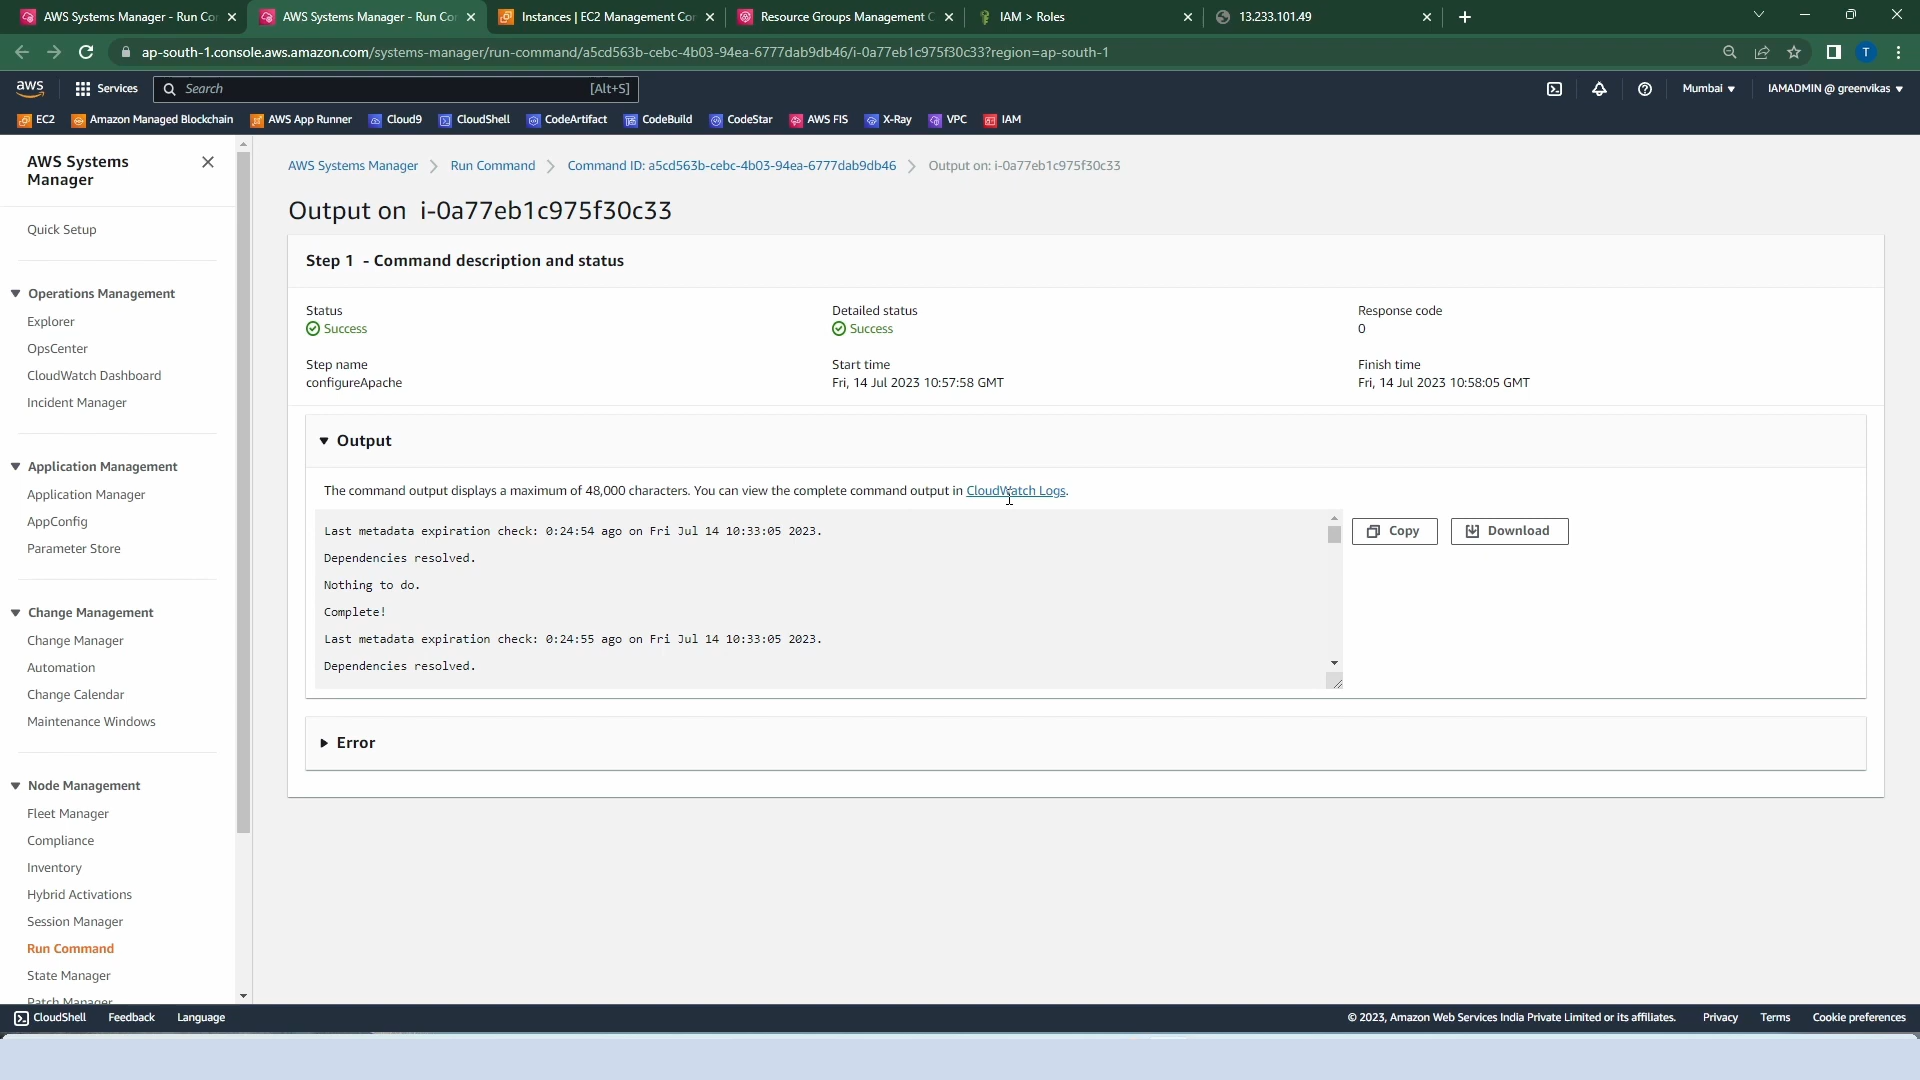 AWS Systems Manager - Run Co
AWS Systems Manager - Run Co
Instances | EC2 Management Co
Resource Groups Management C
IAM > Roles
13.233.101.49
ap-south-1.console.aws.amazon.com/systems-manager/run-command/a5cd563b-cebc-4b03-94ea-6777dab9db46/i-0a77eb1c975f30c33?region=ap-south-1
T
aws
Services
Search
[Alt+S]
Mumbai
IAMADMIN @ greenvikas
EC2
Amazon Managed Blockchain
AWS App Runner
Cloud9
CloudShell
CodeArtifact
CodeBuild
CodeStar
AWS FIS
X-Ray
VPC
IAM
AWS Systems
Manager
Quick Setup
Operations Management
Explorer
OpsCenter
CloudWatch Dashboard
Incident Manager
Application Management
Application Manager
AppConfig
Parameter Store
Change Management
Change Manager
Automation
Change Calendar
Maintenance Windows
Node Management
Fleet Manager
Compliance
Inventory
Hybrid Activations
Session Manager
Run Command
State Manager
Patch Manager
AWS Systems Manager
Run Command
Command ID: a5cd563b-cebc-4b03-94ea-6777dab9db46
Output on: i-0a77eb1c975f30c33
Output on i-0a77eb1c975f30c33
Step 1 - Command description and status
Status
Success
Detailed status
Success
Response code
0
Step name
configureApache
Start time
Fri, 14 Jul 2023 10:57:58 GMT
Finish time
Fri, 14 Jul 2023 10:58:05 GMT
Output
The command output displays a maximum of 48,000 characters. You can view the complete command output in CloudWatch Logs.
Last metadata expiration check: 0:24:54 ago on Fri Jul 14 10:33:05 2023.
Dependencies resolved.
Nothing to do.
Complete!
Last metadata expiration check: 0:24:55 ago on Fri Jul 14 10:33:05 2023.
Dependencies resolved.
Copy
Download
Error
CloudShell
Feedback
Language
© 2023, Amazon Web Services India Private Limited or its affiliates.
Privacy
Terms
Cookie preferences